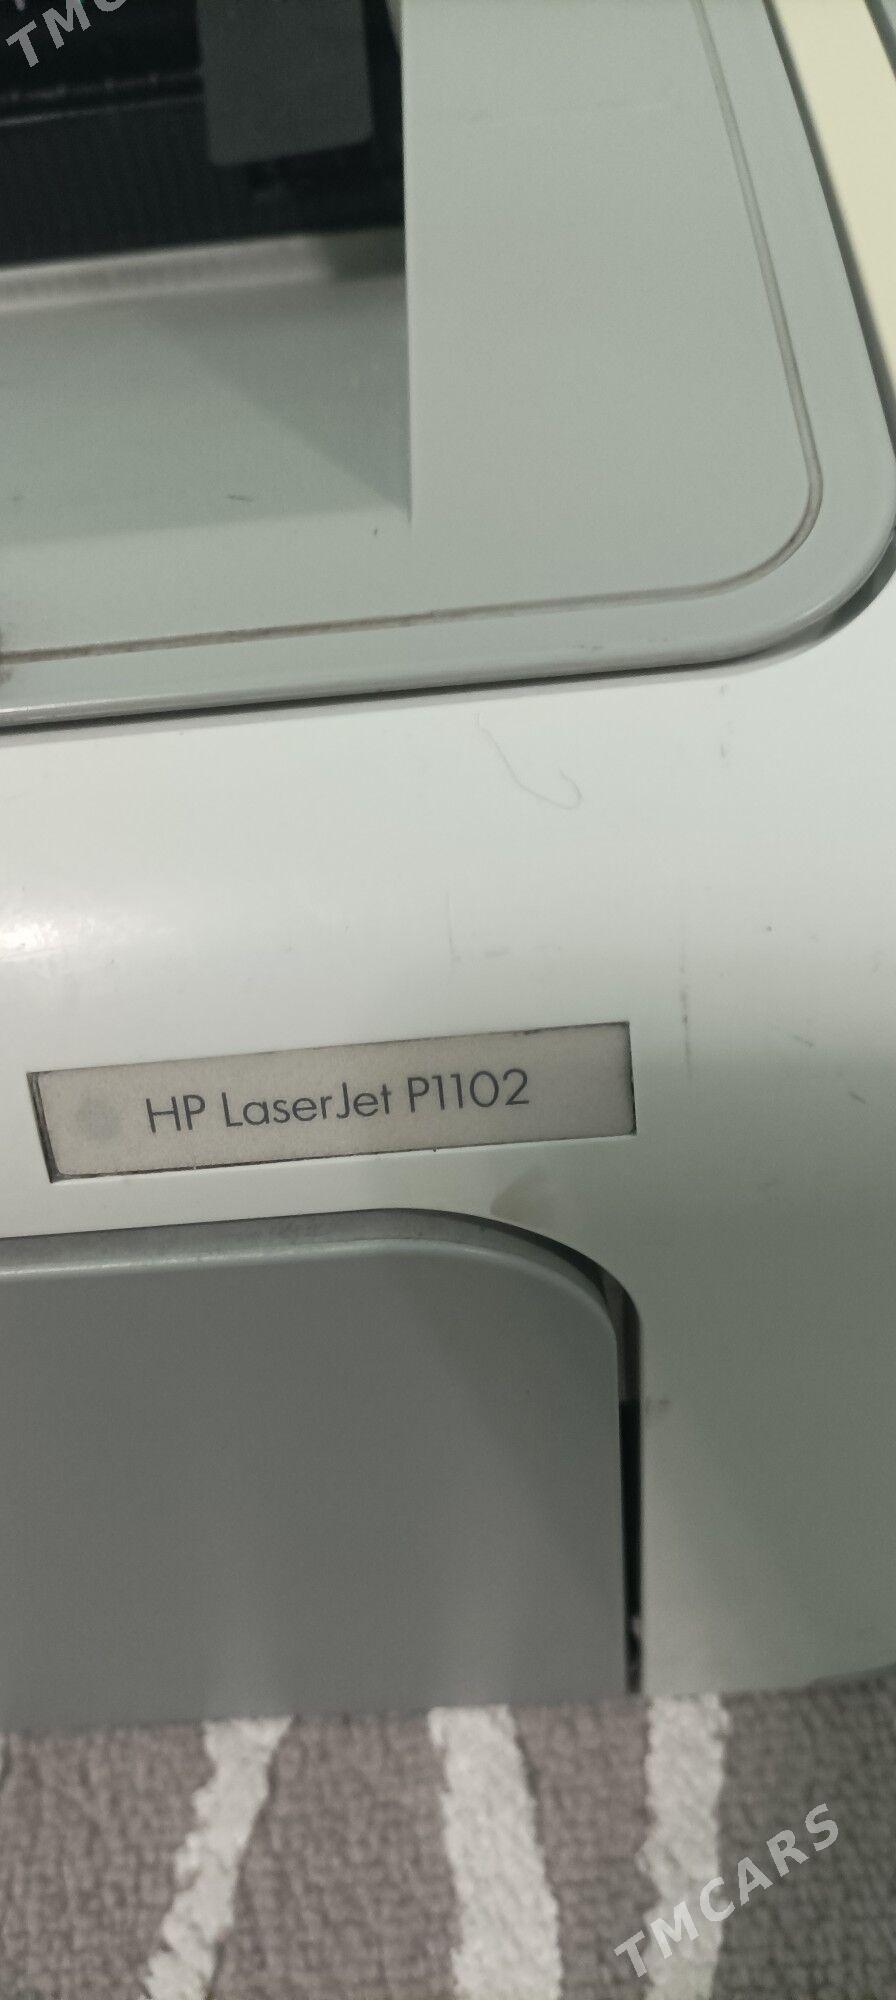 TMC
HP LaserJet P1102
TMCARS